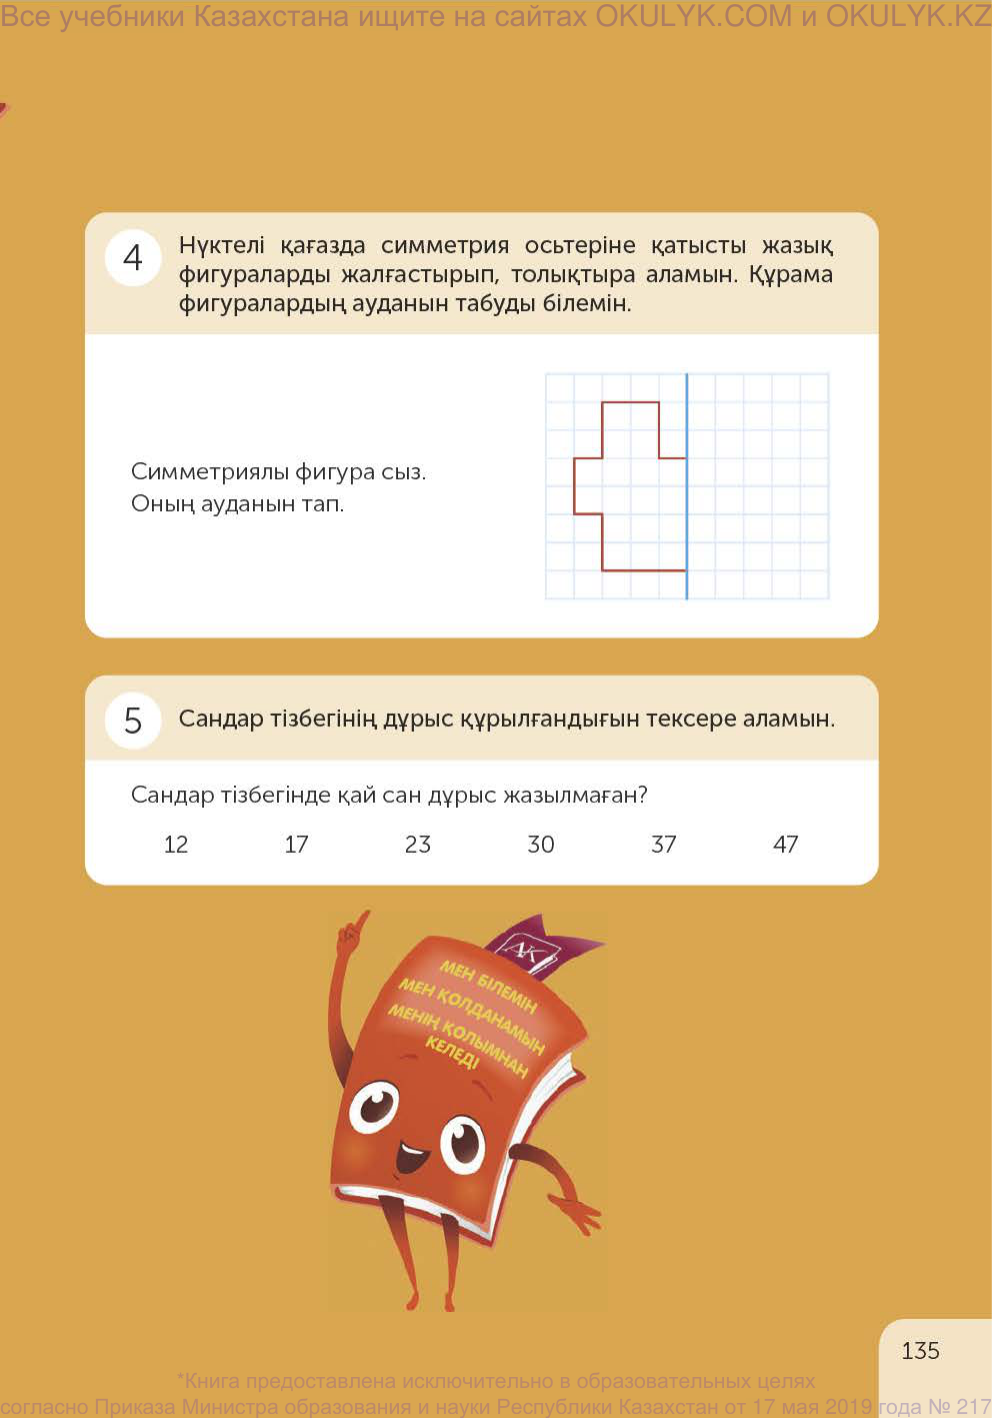 Все учебники Казахстана ищите на сайтах OKULYK.COM и OKULYK.KZ
4
Нүктелі қағазда симметрия осьтеріне қатысты жазық
фигураларды жалғастырып, толықтыра аламын. Құрама
фигуралардың ауданын табуды білемін.
Симметриялы фигура сыз.
Оның ауданын тап.
5
Сандар тізбегінің дұрыс құрылғандығын тексере аламын.
Сандар тізбегінде қай сан дұрыс жазылмаған?
12 17 23 30 37 47
АК
МЕН БІЛЕМІН
МЕН ҚОЛДАНАМЫН
МЕНІҢ ҚОЛЫМНАН
КЕЛЕДІ
135
*Книга предоставлена исключительно в образовательных целях
согласно Приказа Министра образования и науки Республики Казахстан от 17 мая 2019 года № 217